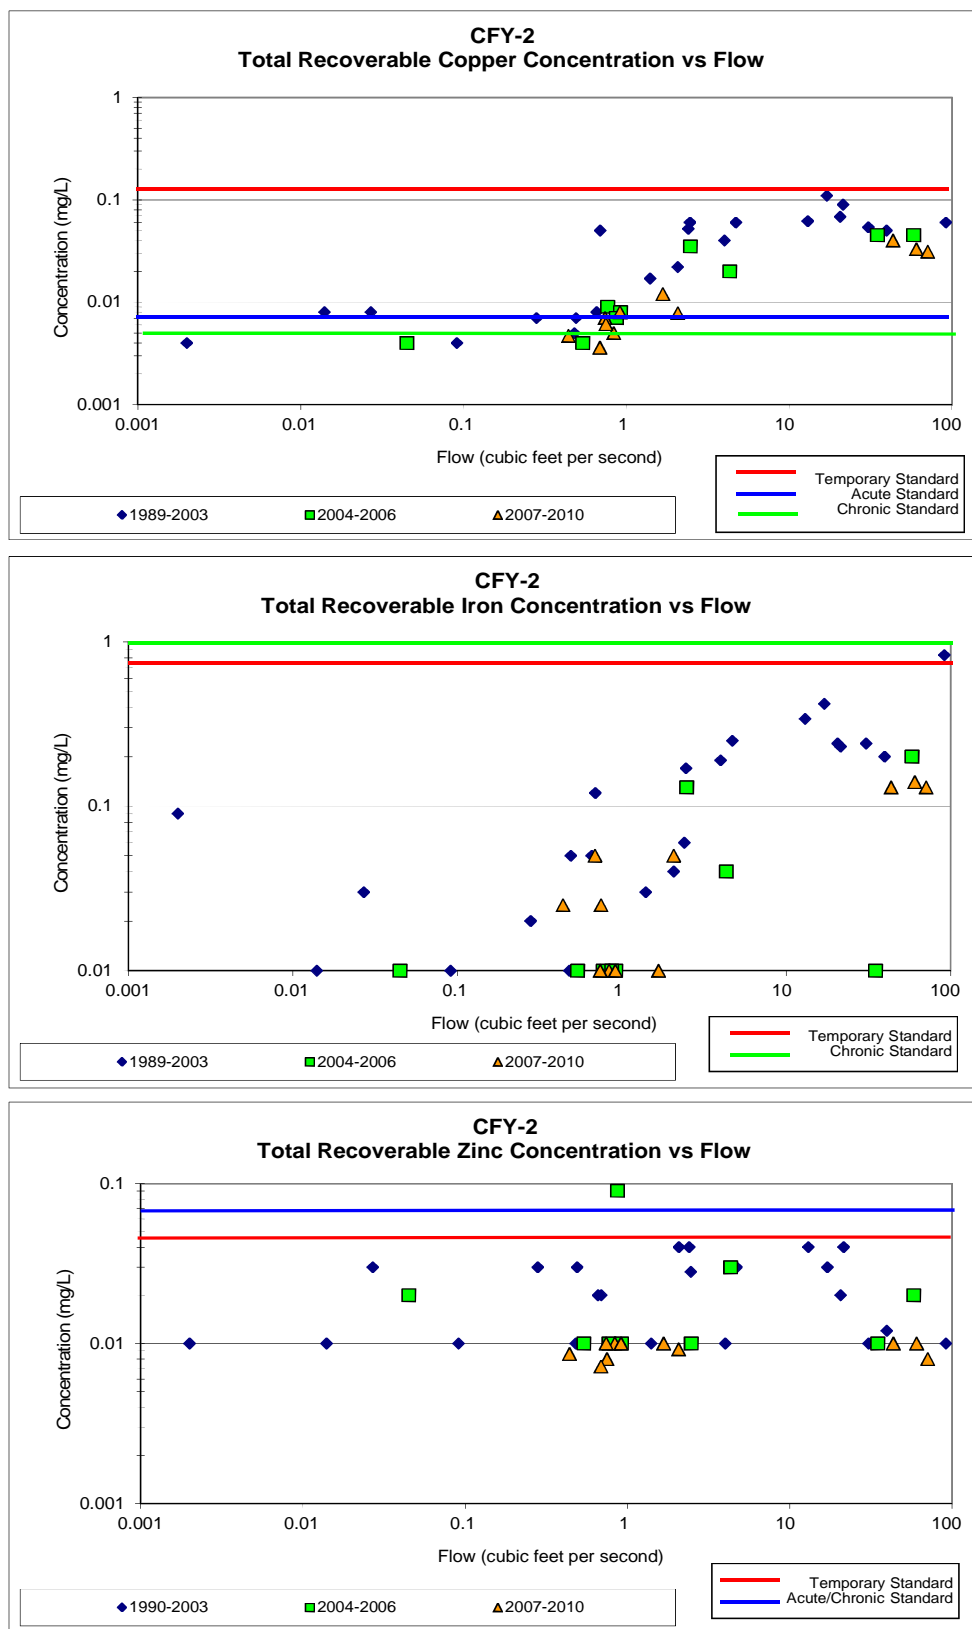 CFY-2
Total Recoverable Copper Concentration vs Flow
1
0.1
0.01
0.001
Concentration (mg/L)
0.001 0.01 0.1 1 10 100
Flow (cubic feet per second)
Temporary Standard
Acute Standard
Chronic Standard
1989-2003 2004-2006 2007-2010
CFY-2
Total Recoverable Iron Concentration vs Flow
1
0.1
0.01
Concentration (mg/L)
0.001 0.01 0.1 1 10 100
Flow (cubic feet per second)
Temporary Standard
Chronic Standard
1989-2003 2004-2006 2007-2010
CFY-2
Total Recoverable Zinc Concentration vs Flow
0.1
0.01
0.001
Concentration (mg/L)
0.001 0.01 0.1 1 10 100
Flow (cubic feet per second)
Temporary Standard
Acute/Chronic Standard
1990-2003 2004-2006 2007-2010